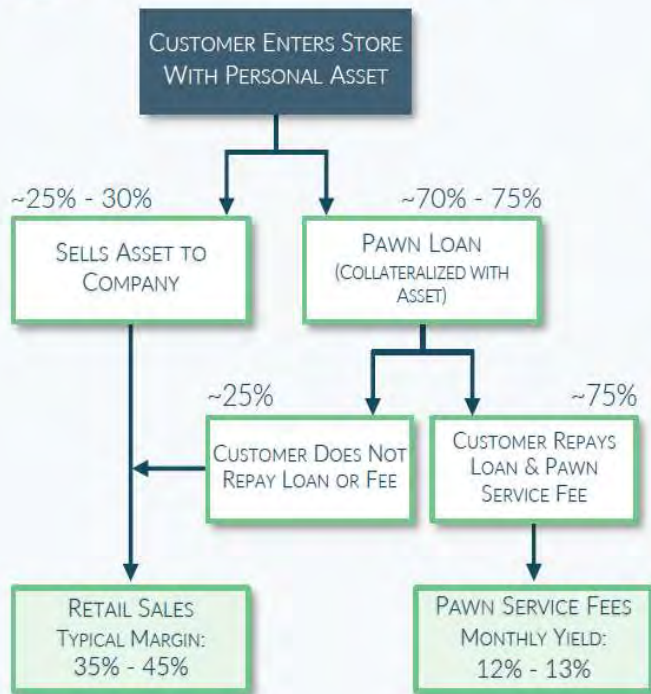 CUSTOMER ENTERS STORE
WITH PERSONAL ASSET
~25% - 30%
~70% - 75%
SELLS ASSET TO
COMPANY
PAWN LOAN
(COLLATERALIZED WITH
ASSET)
~25%
~75%
CUSTOMER DOES NOT
REPAY LOAN OR FEE
CUSTOMER REPAYS
LOAN & PAWN
SERVICE FEE
RETAIL SALES
TYPICAL MARGIN:
35% - 45%
PAWN SERVICE FEES
MONTHLY YIELD:
12% - 13%